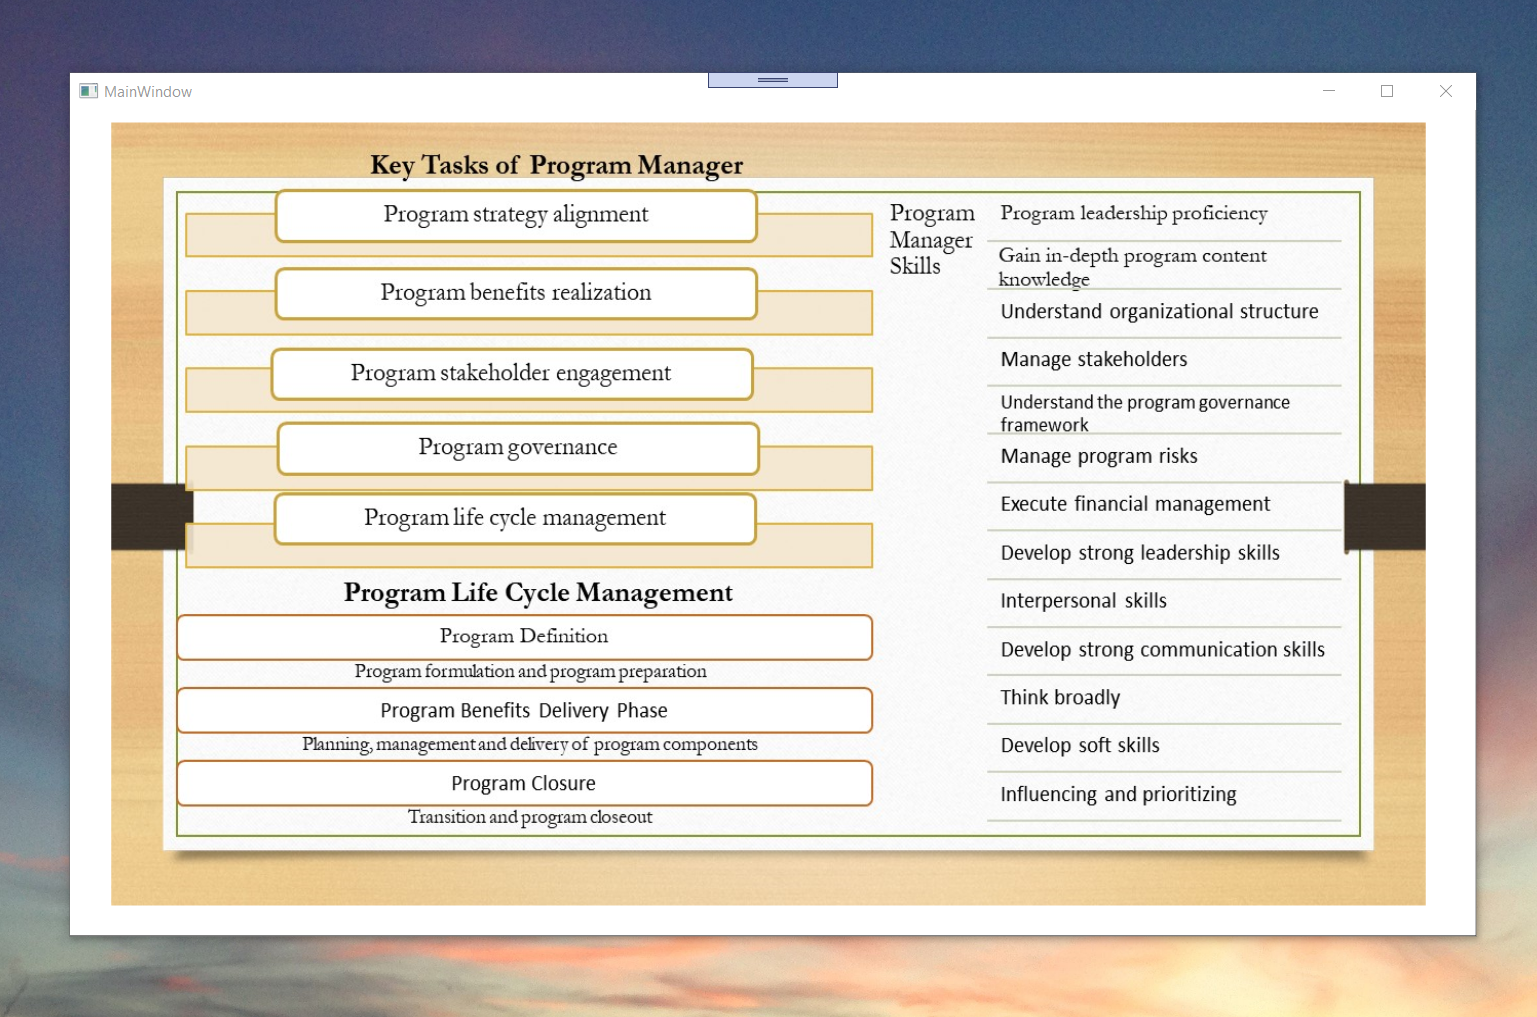 MainWindow
Key Tasks of Program Manager
Program strategy alignment
Program benefits realization
Program stakeholder engagement
Program governance
Program life cycle management
Program Life Cycle Management
Program Definition
Program formulation and program preparation
Program Benefits Delivery Phase
Planning, management and delivery of program components
Program Closure
Transition and program closeout
Program
Manager
Skills
Program leadership proficiency
Gain in-depth program content
knowledge
Understand organizational structure
Manage stakeholders
Understand the program governance
framework
Manage program risks
Execute financial management
Develop strong leadership skills
Interpersonal skills
Develop strong communication skills
Think broadly
Develop soft skills
Influencing and prioritizing